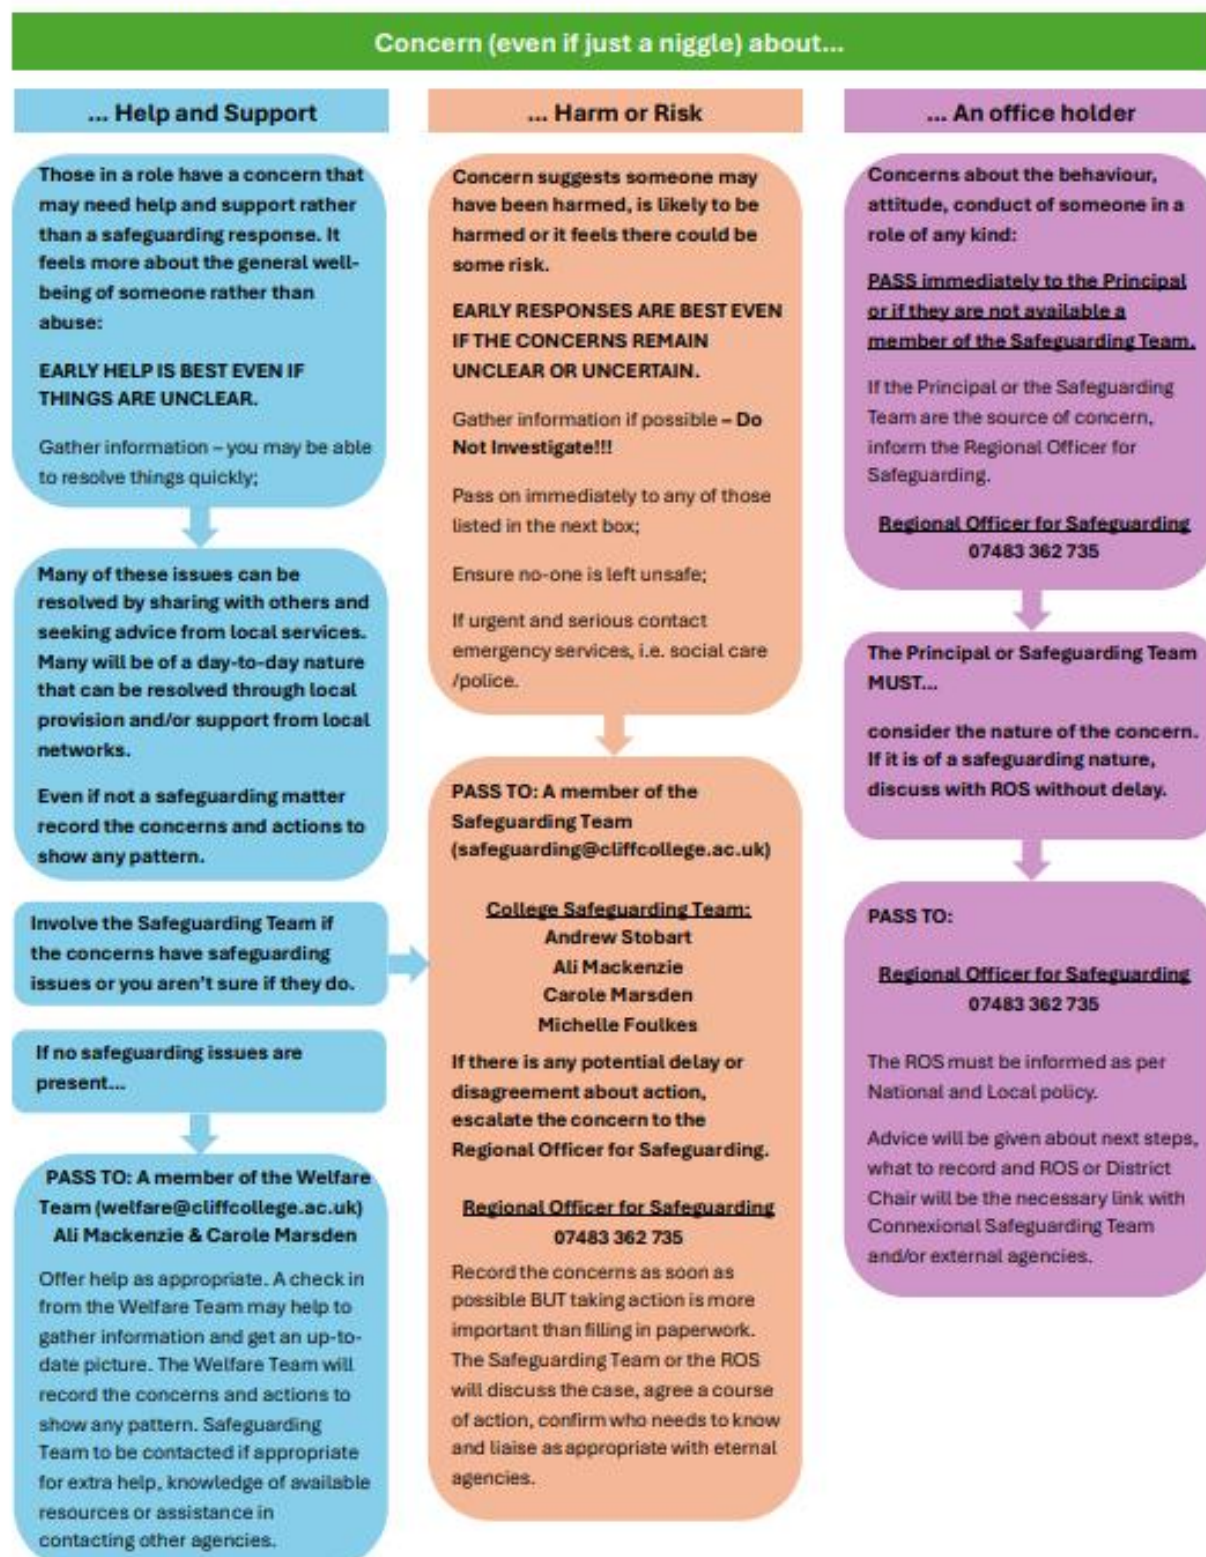 Concern (even if just a niggle) about...
... Help and Support
Those in a role have a concern that
may need help and support rather
than a safeguarding response. It
feels more about the general well-
being of someone rather than
abuse:
EARLY HELP IS BEST EVEN IF
THINGS ARE UNCLEAR.
Gather information – you may be able
to resolve things quickly;
Many of these issues can be
resolved by sharing with others and
seeking advice from local services.
Many will be of a day-to-day nature
that can be resolved through local
provision and/or support from local
networks.
Even if not a safeguarding matter
record the concerns and actions to
show any pattern.
Involve the Safeguarding Team if
the concerns have safeguarding
issues or you aren't sure if they do.
If no safeguarding issues are
present...
PASS TO: A member of the Welfare
Team (welfare@cliffcollege.ac.uk)
Ali Mackenzie & Carole Marsden
Offer help as appropriate. A check in
from the Welfare Team may help to
gather information and get an up-to-
date picture. The Welfare Team will
record the concerns and actions to
show any pattern. Safeguarding
Team to be contacted if appropriate
for extra help, knowledge of available
resources or assistance in
contacting other agencies.
... Harm or Risk
Concern suggests someone may
have been harmed, is likely to be
harmed or it feels there could be
some risk.
EARLY RESPONSES ARE BEST EVEN
IF THE CONCERNS REMAIN
UNCLEAR OR UNCERTAIN.
Gather information if possible – Do
Not Investigate!!!
Pass on immediately to any of those
listed in the next box;
Ensure no-one is left unsafe;
If urgent and serious contact
emergency services, i.e. social care
/police.
PASS TO: A member of the
Safeguarding Team
(safeguarding@cliffcollege.ac.uk)
College Safeguarding Team:
Andrew Stobart
Ali Mackenzie
Carole Marsden
Michelle Foulkes
If there is any potential delay or
disagreement about action,
escalate the concern to the
Regional Officer for Safeguarding.
Regional Officer for Safeguarding
07483 362 735
Record the concerns as soon as
possible BUT taking action is more
important than filling in paperwork.
The Safeguarding Team or the ROS
will discuss the case, agree a course
of action, confirm who needs to know
and liaise as appropriate with eternal
agencies.
... An office holder
Concerns about the behaviour,
attitude, conduct of someone in a
role of any kind:
PASS immediately to the Principal
or if they are not available a
member of the Safeguarding Team.
If the Principal or the Safeguarding
Team are the source of concern,
inform the Regional Officer for
Safeguarding.
Regional Officer for Safeguarding
07483 362 735
The Principal or Safeguarding Team
MUST...
consider the nature of the concern.
If it is of a safeguarding nature,
discuss with ROS without delay.
PASS TO:
Regional Officer for Safeguarding
07483 362 735
The ROS must be informed as per
National and Local policy.
Advice will be given about next steps,
what to record and ROS or District
Chair will be the necessary link with
Connexional Safeguarding Team
and/or external agencies.